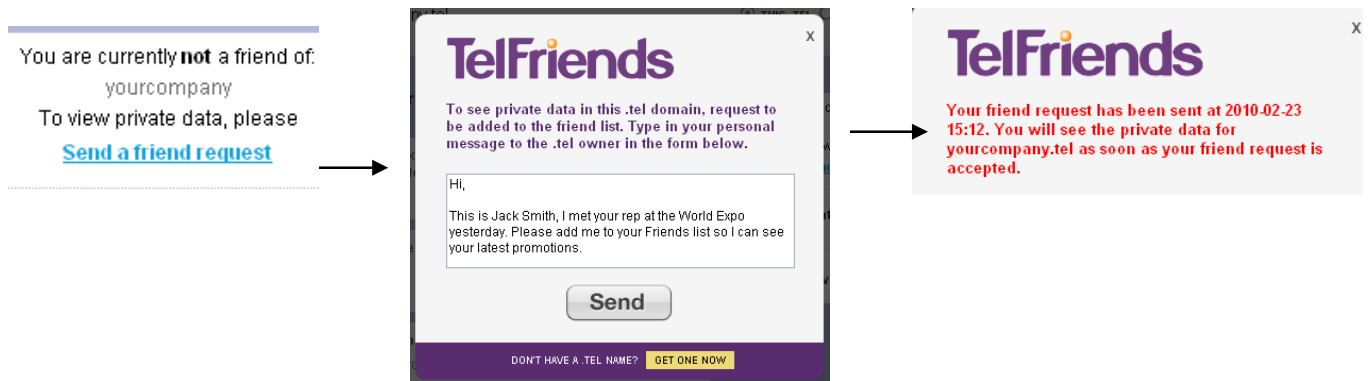 You are currently not a friend of:
yourcompany
To view private data, please
Send a friend request
X
TelFriends
To see private data in this .tel domain, request to
be added to the friend list. Type in your personal
message to the .tel owner in the form below.
Hi,
This is Jack Smith, I met your rep at the World Expo
yesterday. Please add me to your Friends list so I can see
your latest promotions.
Send
DON'T HAVE A .TEL NAME? GET ONE NOW
X
TelFriends
Your friend request has been sent at 2010-02-23
15:12. You will see the private data for
yourcompany.tel as soon as your friend request is
accepted.